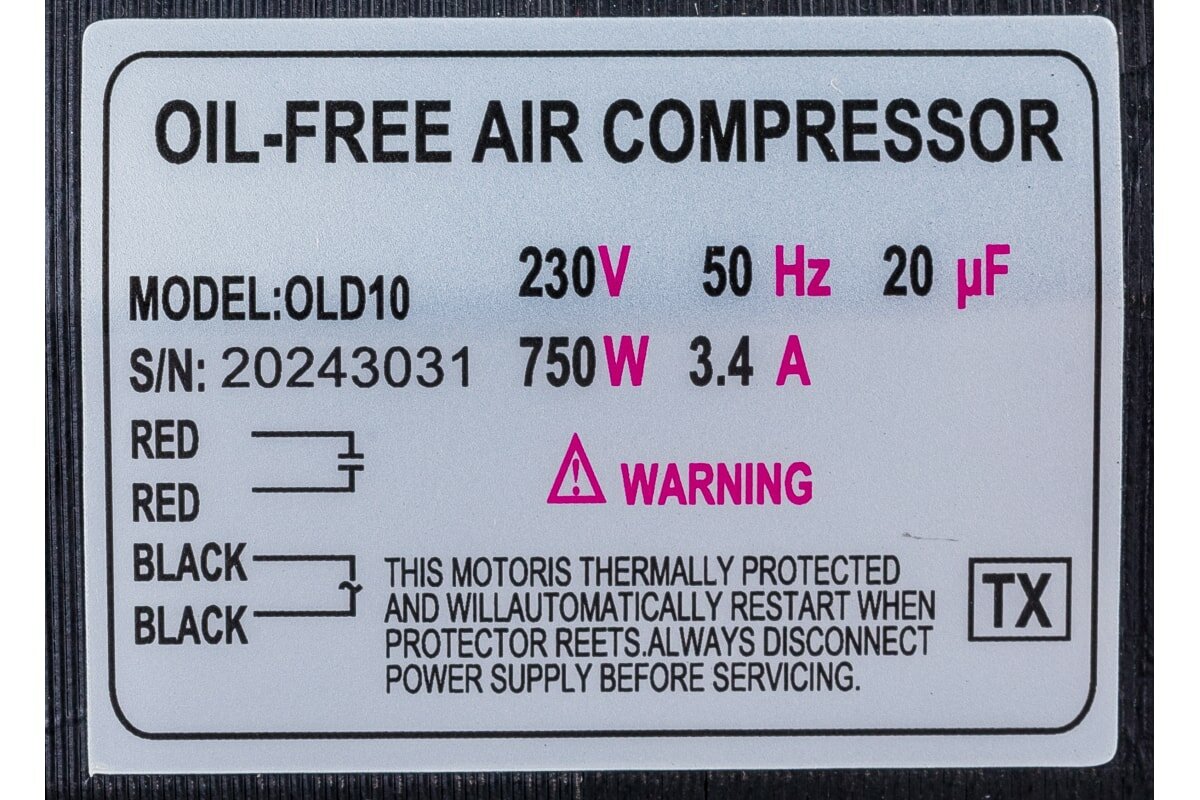 OIL-FREE AIR COMPRESSOR
230V 50 Hz 20 µF
MODEL:OLD10
S/N: 20243031 750W 3.4 A
RED
RED
WARNING
BLACK
BLACK
THIS MOTORIS THERMALLY PROTECTED
AND WILLAUTOMATICALLY RESTART WHEN
PROTECTOR REETS.ALWAYS DISCONNECT
POWER SUPPLY BEFORE SERVICING.
TX